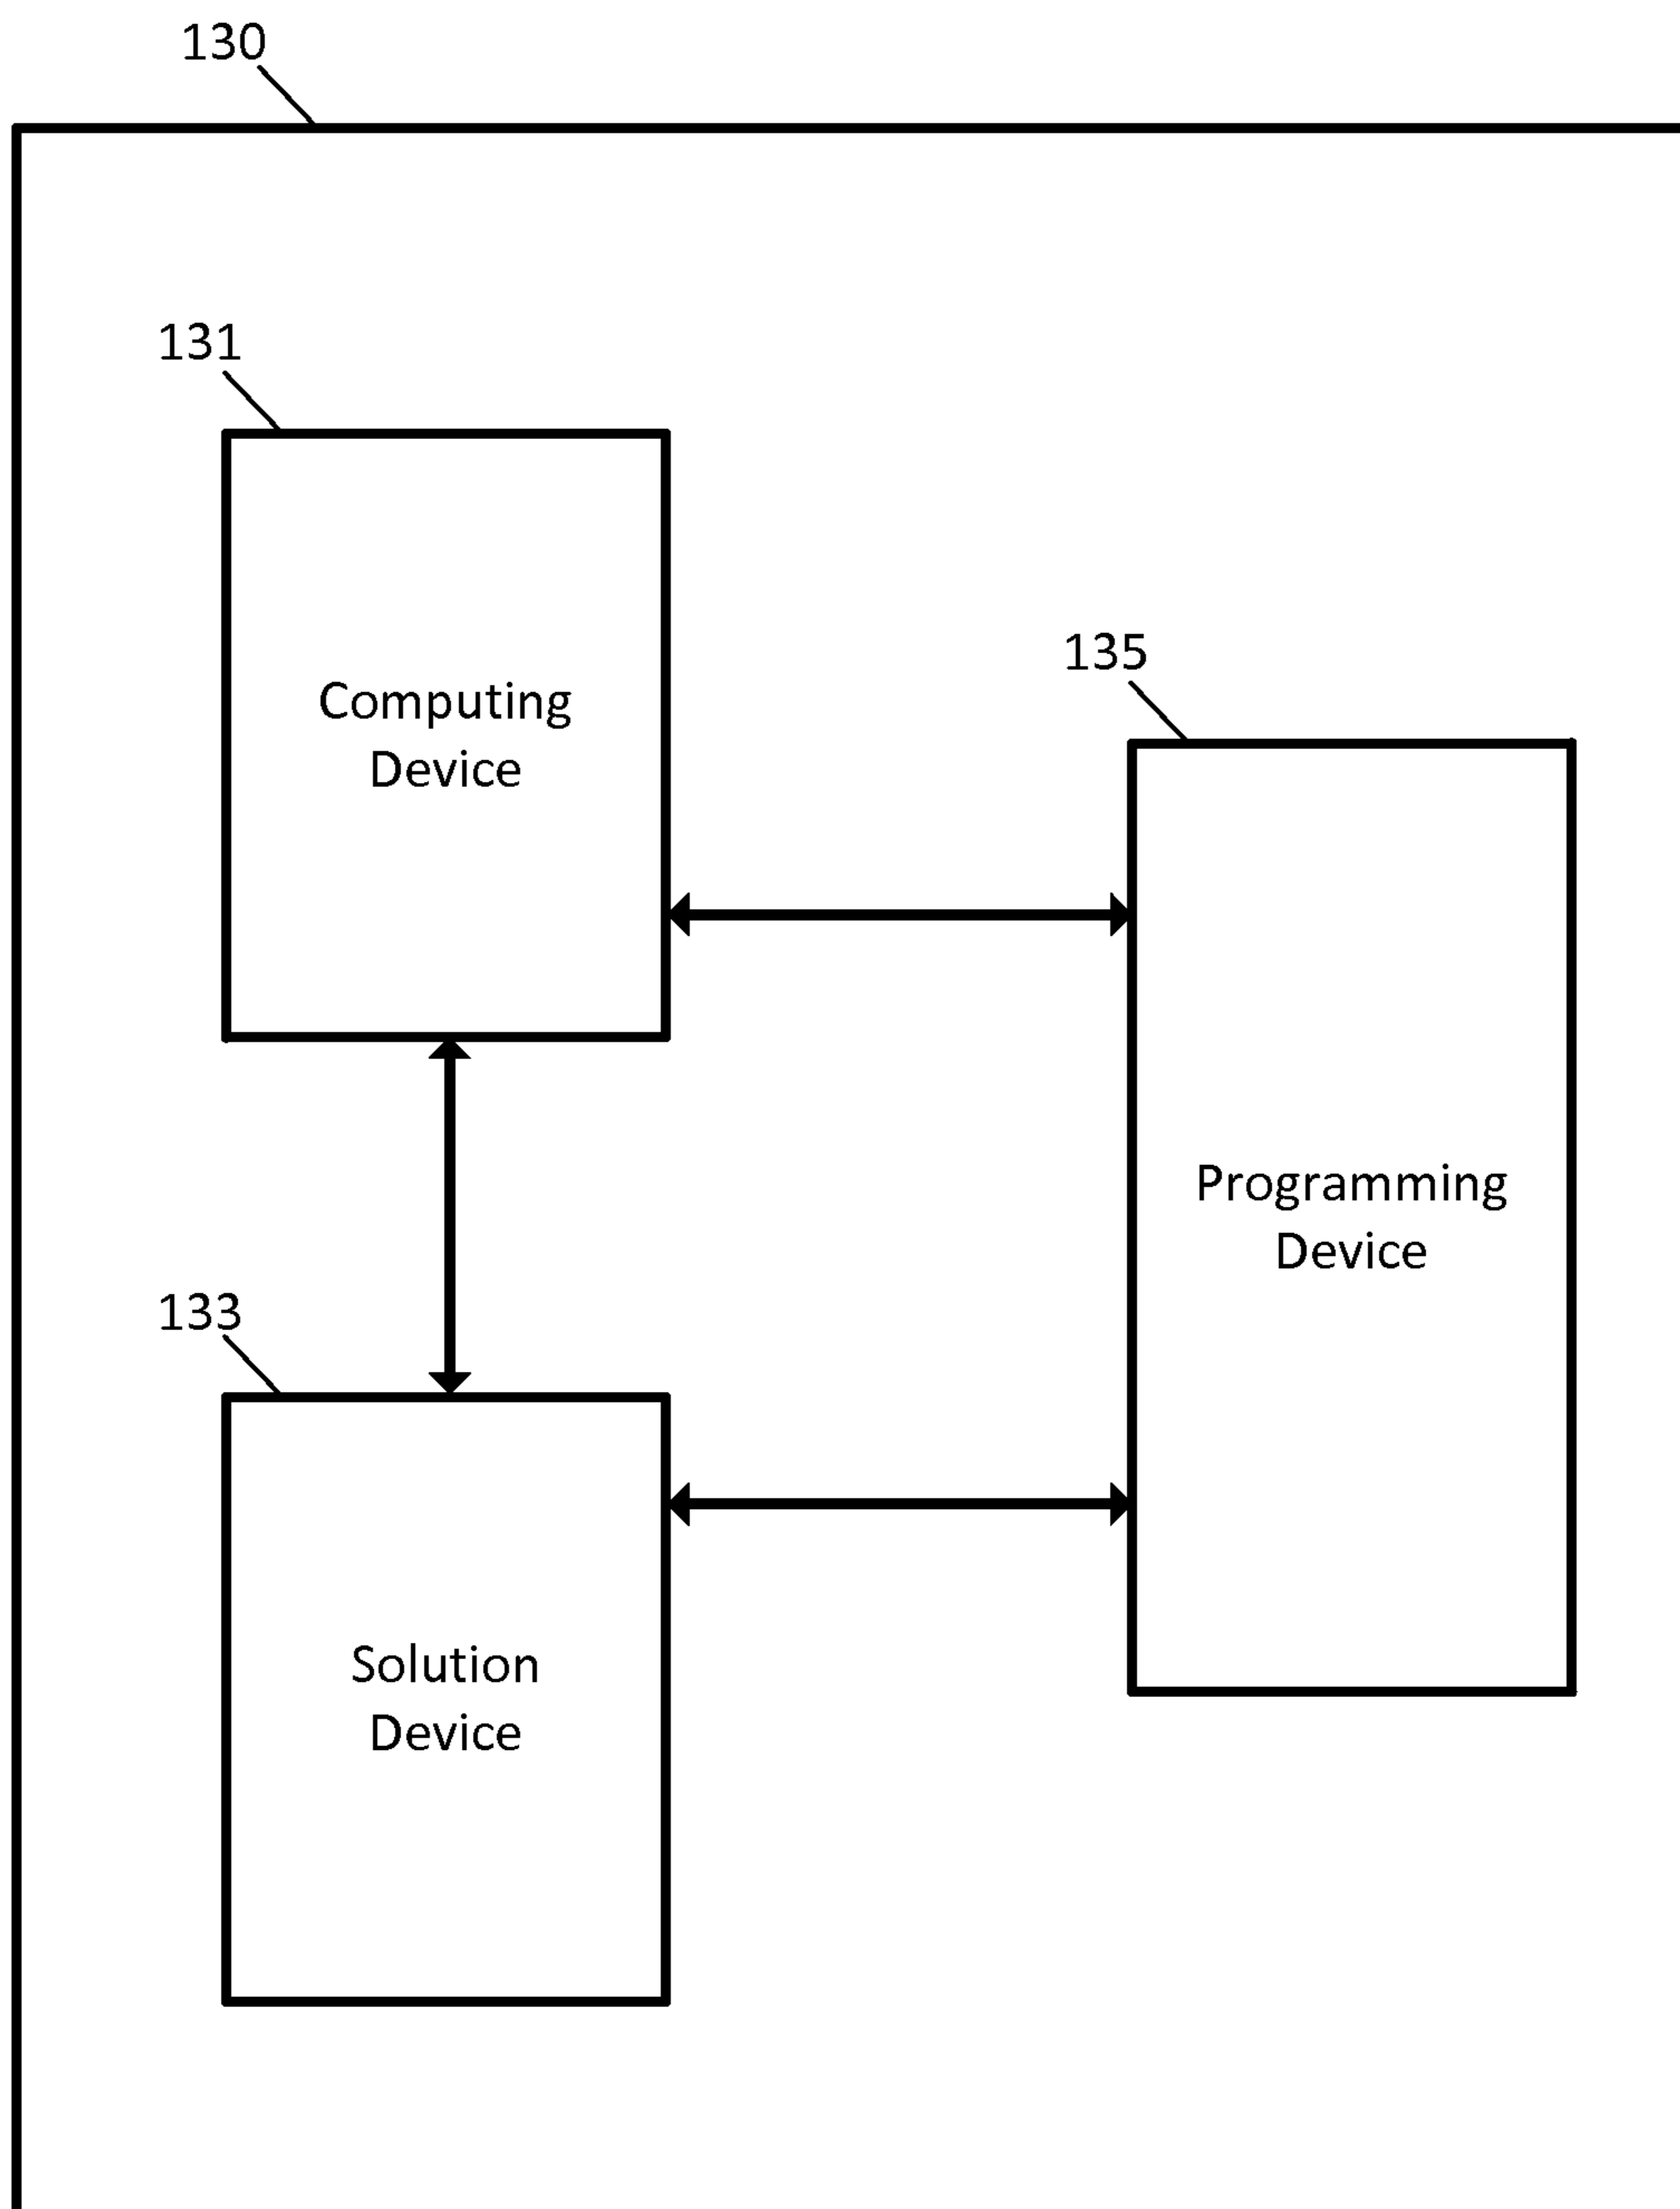 130
131
Computing
Device
135
Programming
Device
133
Solution
Device